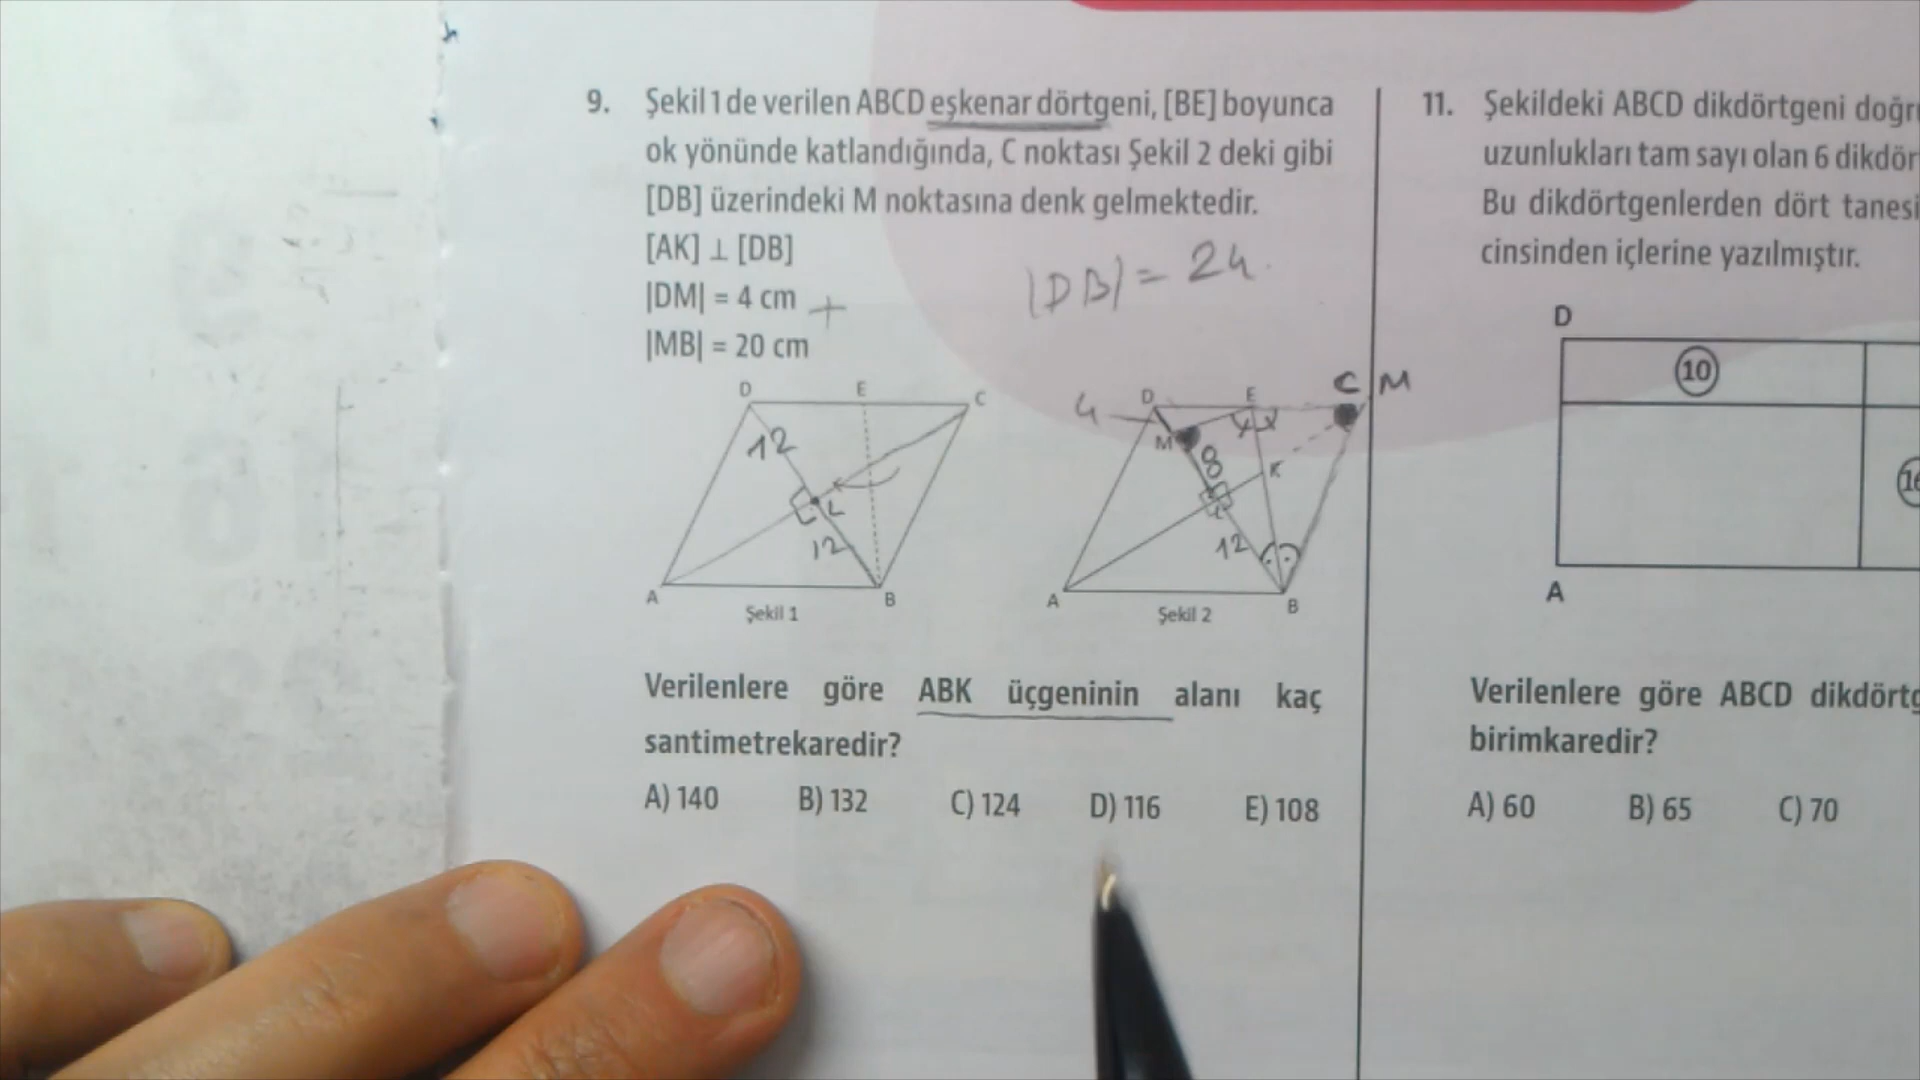 9. Şekil 1 de verilen ABCD eşkenar dörtgeni, [BE] boyunca
ok yönünde katlandığında, C noktası Şekil 2 deki gibi
[DB] üzerindeki M noktasına denk gelmektedir.
[AK] ⊥ [DB]
|DM| = 4 cm +
|MB| = 20 cm
|DB| = 24
D E C
12
L
12
A B
Şekil 1
4 D E C M
M x x
8 K
L
12
A B
Şekil 2
Verilenlere göre ABK üçgeninin alanı kaç
santimetrekaredir?
A) 140 B) 132 C) 124 D) 116 E) 108
11. Şekildeki ABCD dikdörtgeni
uzunlukları tam sayı olan 6
Bu dikdörtgenlerden dört tanesi
cinsinden içlerine yazılmıştır.
D
10
A
Verilenlere göre ABCD
birimkaredir?
A) 60 B) 65 C) 70